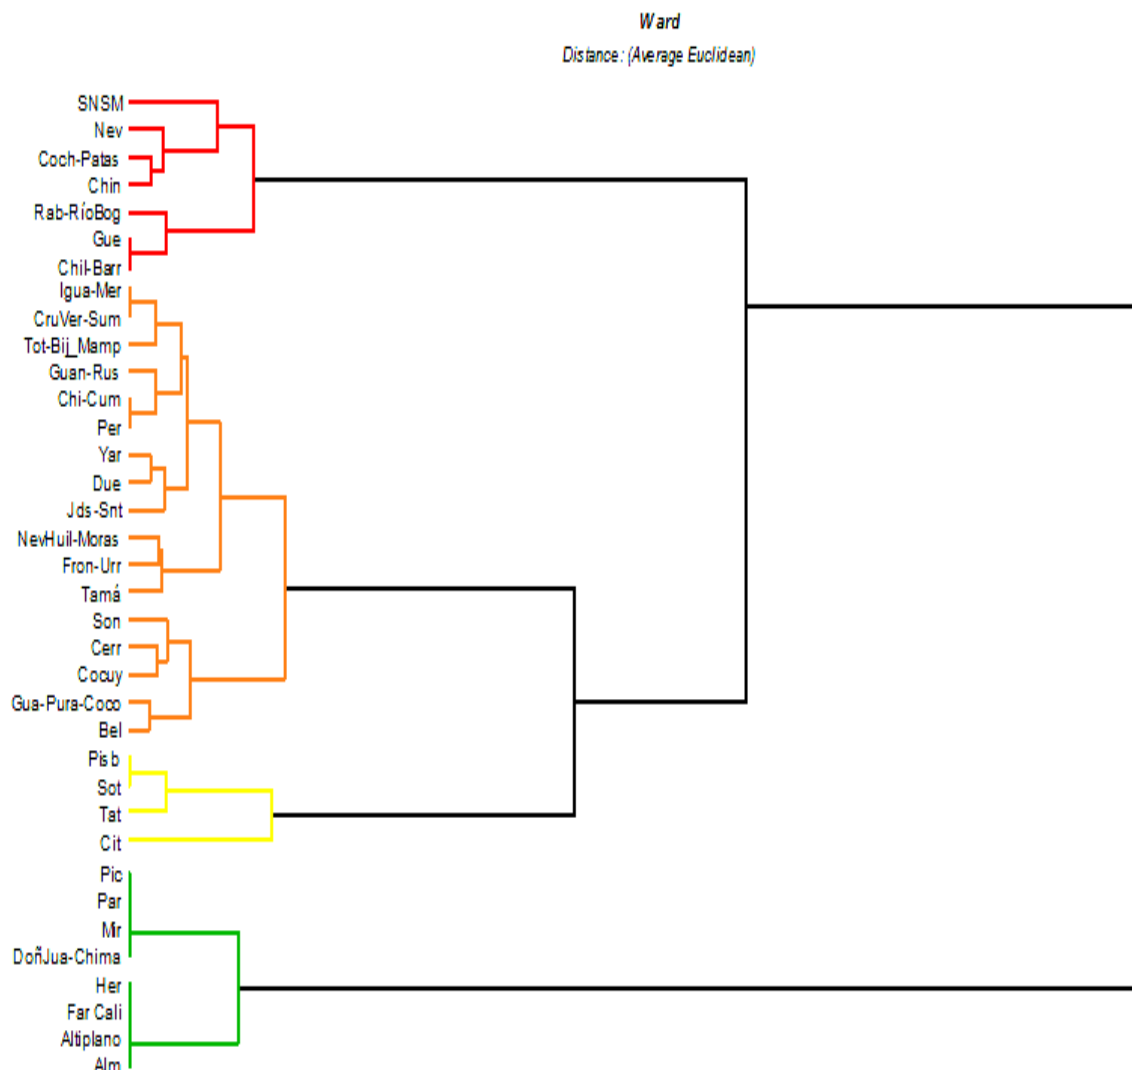 Ward
Distance: (Average Euclidean)
SNSM
Nev
Coch-Patas
Chin
Rab-RíoBog
Gue
Chil-Barr
Igua-Mer
CruVer-Sum
Tot-Bij_Mamp
Guan-Rus
Chi-Cum
Per
Yar
Due
Jds-Snt
NevHuil-Moras
Fron-Urr
Tamá
Son
Cerr
Cocuy
Gua-Pura-Coco
Bel
Pisb
Sot
Tat
Cit
Pic
Par
Mir
DoñJua-Chima
Her
Far Cali
Altiplano
Alm